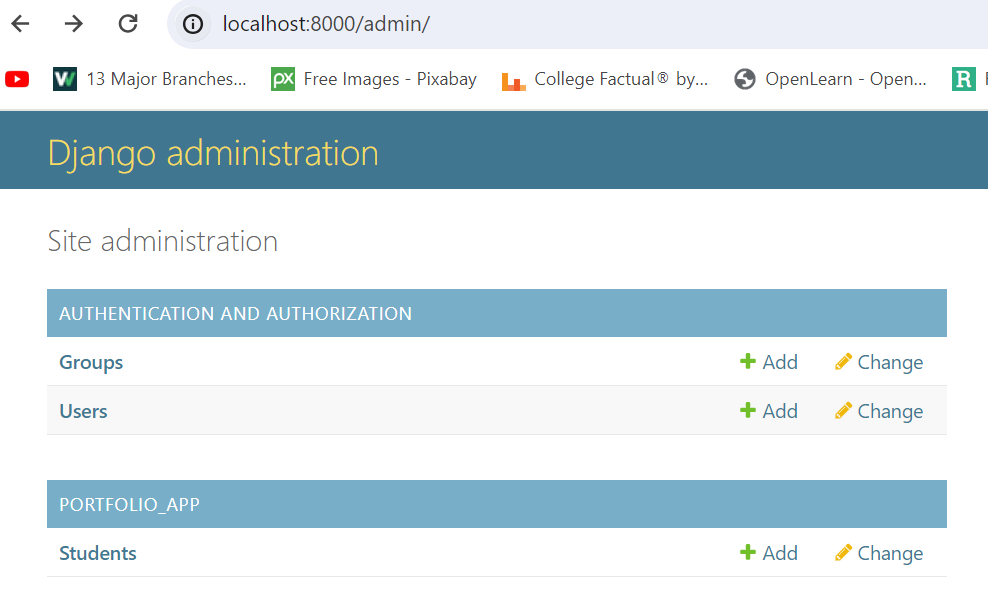 localhost:8000/admin/
13 Major Branches... Free Images - Pixabay College Factual® by... OpenLearn - Open...
Django administration
Site administration
AUTHENTICATION AND AUTHORIZATION
Groups Add Change
Users Add Change
PORTFOLIO_APP
Students Add Change